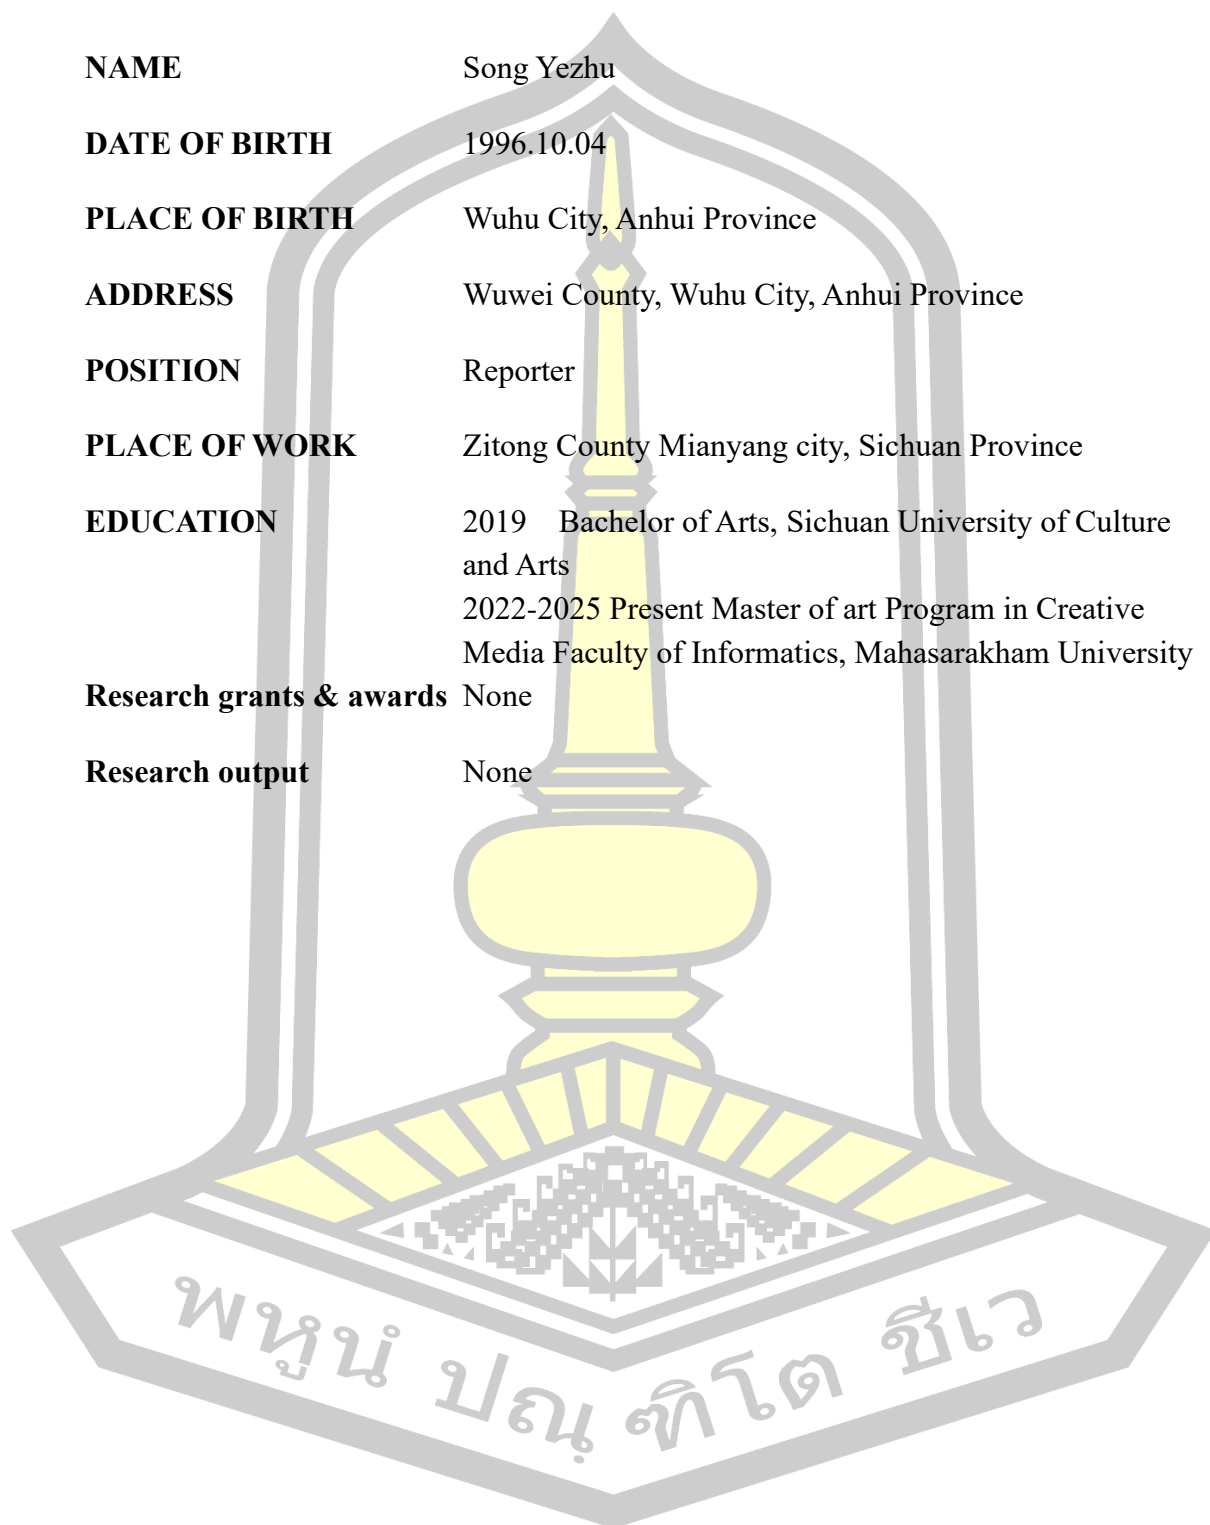 NAME Song Yezhu
DATE OF BIRTH 1996.10.04
PLACE OF BIRTH Wuhu City, Anhui Province
ADDRESS Wuwei County, Wuhu City, Anhui Province
POSITION Reporter
PLACE OF WORK Zitong County Mianyang city, Sichuan Province
EDUCATION 2019 Bachelor of Arts, Sichuan University of Culture
and Arts
2022-2025 Present Master of art Program in Creative
Media Faculty of Informatics, Mahasarakham University
Research grants & awards None
Research output None
พหูนํ ปณฺ ฑิโต ชีเว